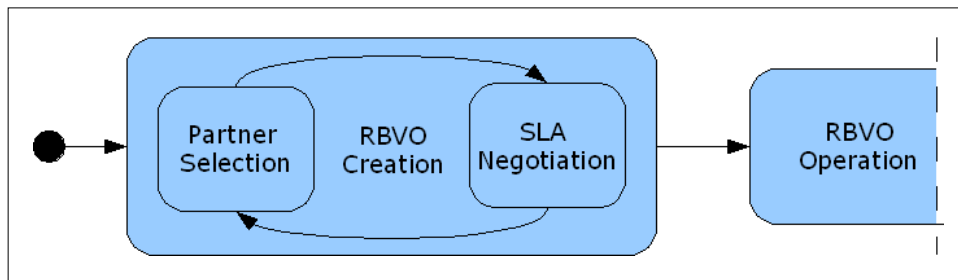 Partner
Selection
RBVO
Creation
SLA
Negotiation
RBVO
Operation